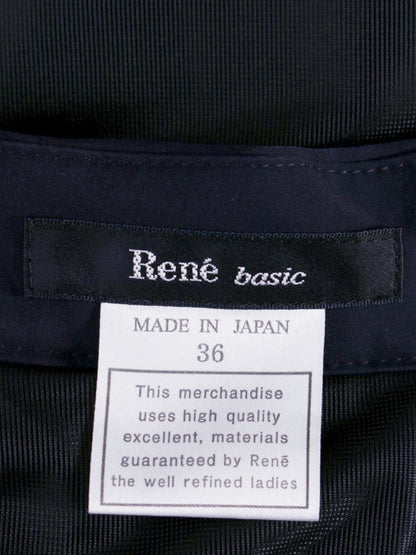 René basic
MADE IN JAPAN
36
This merchandise
uses high quality
excellent, materials
guaranteed by René
the well refined ladies